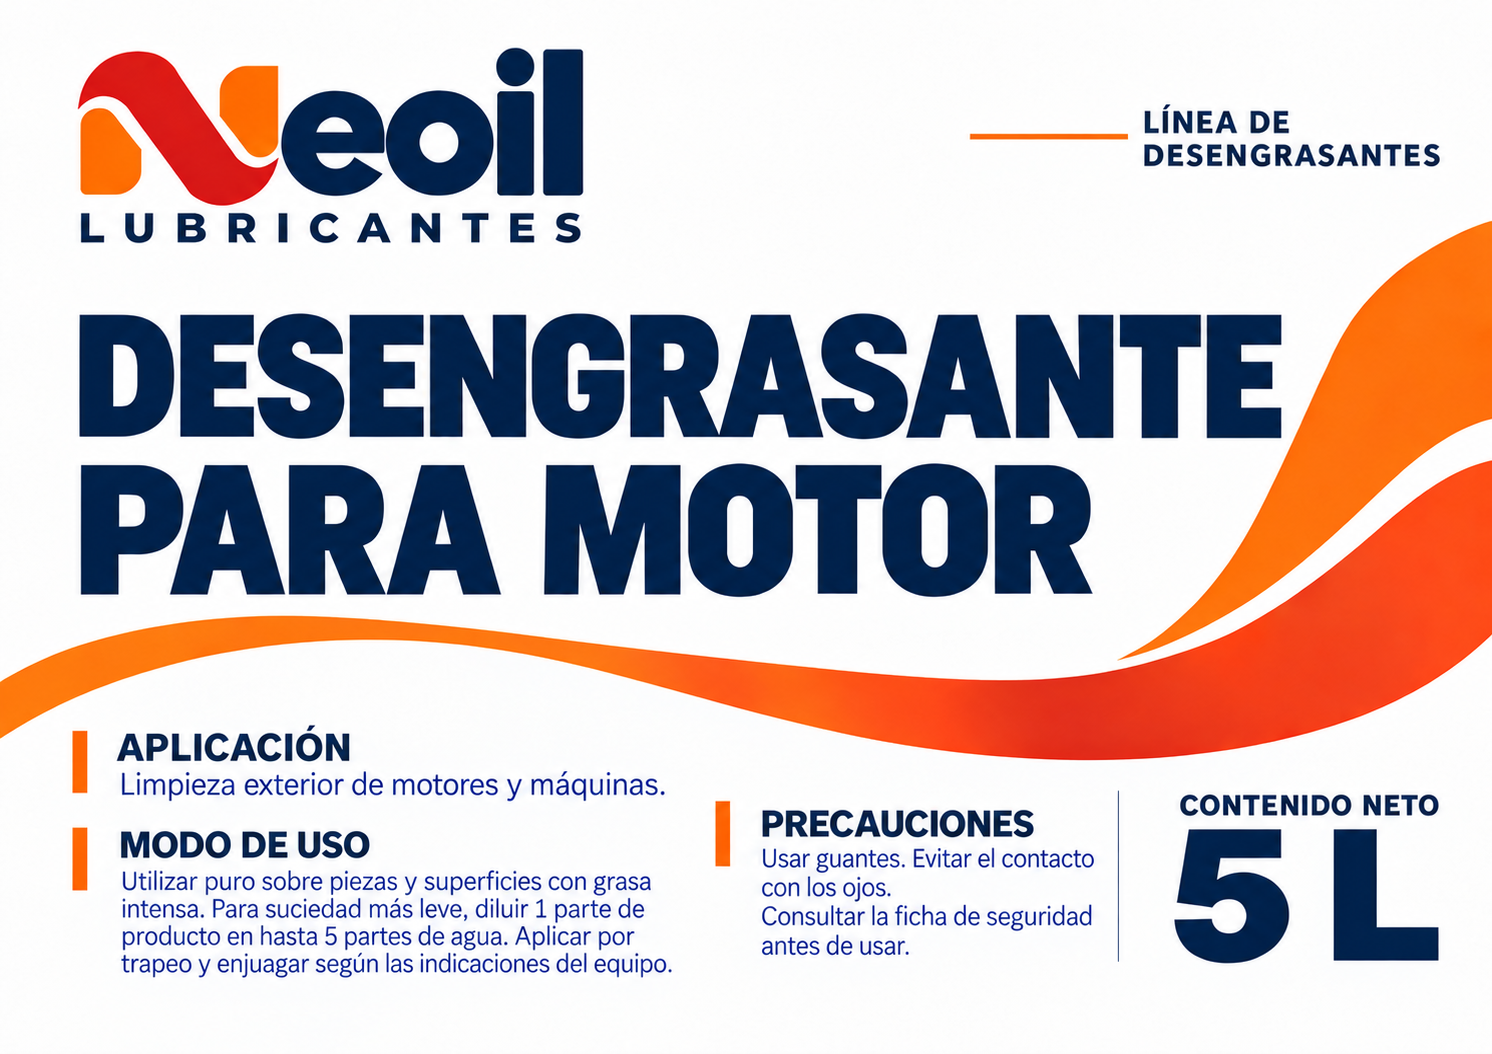 Neoil
LUBRICANTES
LÍNEA DE
DESENGRASANTES
DESENGRASANTE
PARA MOTOR
APLICACIÓN
Limpieza exterior de motores y máquinas.
MODO DE USO
Utilizar puro sobre piezas y superficies con grasa
intensa. Para suciedad más leve, diluir 1 parte de
producto en hasta 5 partes de agua. Aplicar por
trapeo y enjuagar según las indicaciones del equipo.
PRECAUCIONES
Usar guantes. Evitar el contacto
con los ojos.
Consultar la ficha de seguridad
antes de usar.
CONTENIDO NETO
5 L